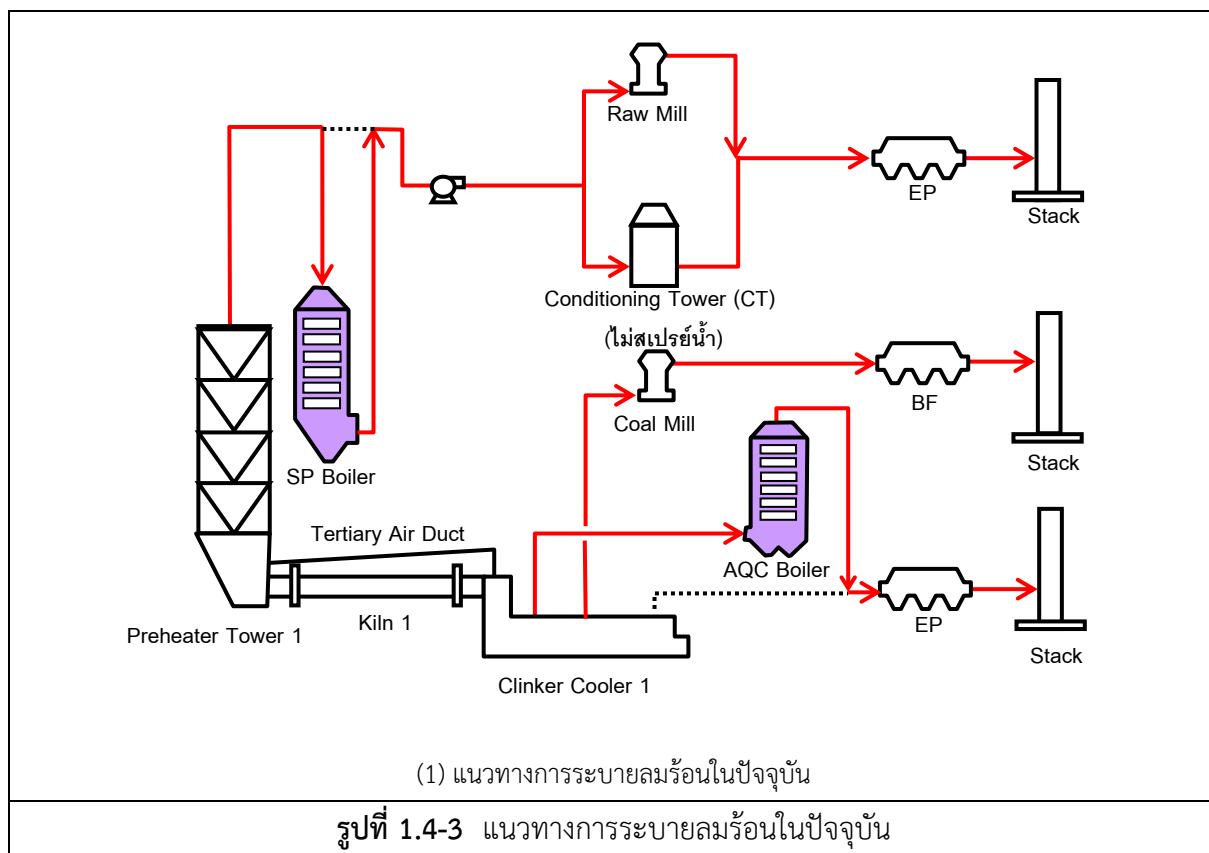 Raw Mill
EP
Stack
Conditioning Tower (CT)
(ไม่สเปรย์น้ำ)
Coal Mill
BF
Stack
SP Boiler
Tertiary Air Duct
AQC Boiler
EP
Stack
Preheater Tower 1
Kiln 1
Clinker Cooler 1
(1) แนวทางการระบายลมร้อนในปัจจุบัน
รูปที่ 1.4-3 แนวทางการระบายลมร้อนในปัจจุบัน